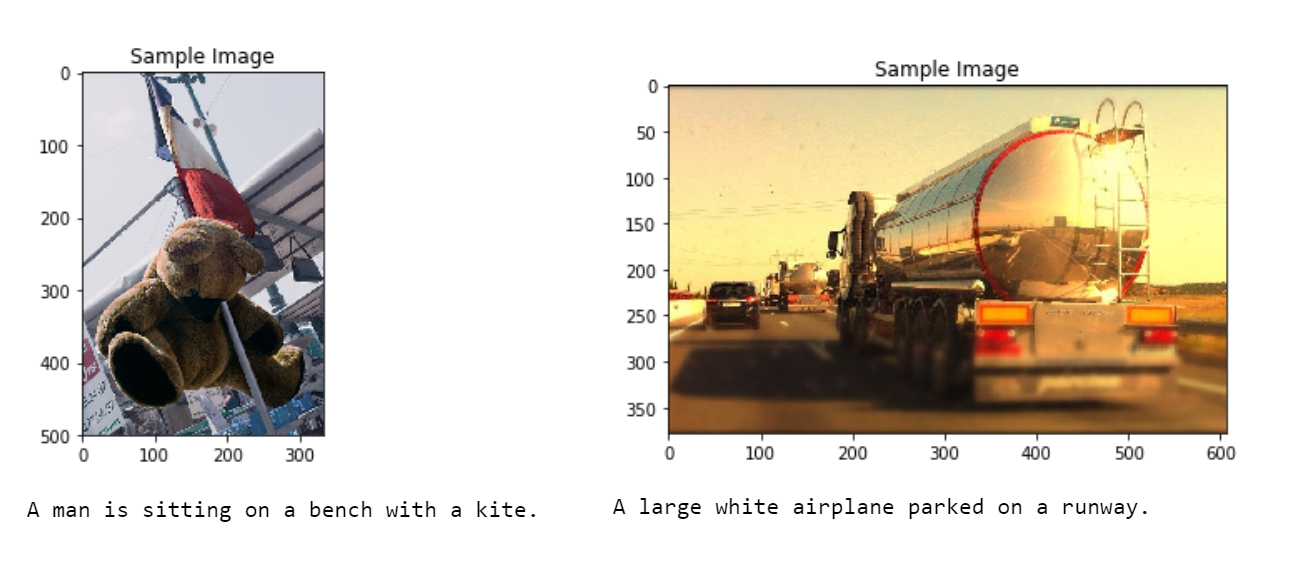 Sample Image
0
100
200
300
400
500
0 100 200 300
A man is sitting on a bench with a kite.
Sample Image
0
50
100
150
200
250
300
350
0 100 200 300 400 500 600
A large white airplane parked on a runway.